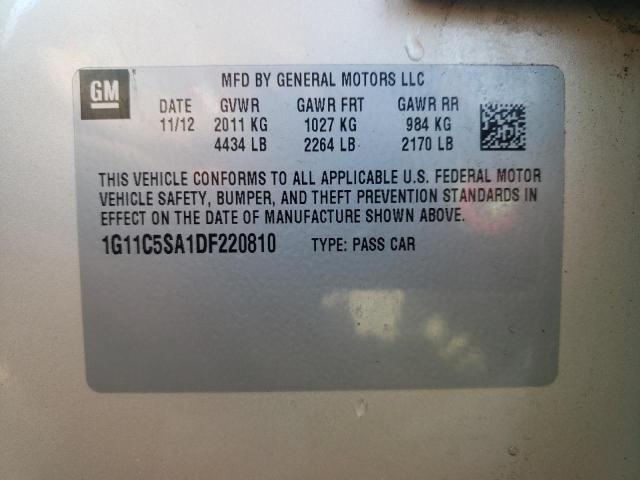 GM
MFD BY GENERAL MOTORS LLC
DATE GVWR GAWR FRT GAWR RR
11/12 2011 KG 1027 KG 984 KG
4434 LB 2264 LB 2170 LB
THIS VEHICLE CONFORMS TO ALL APPLICABLE U.S. FEDERAL MOTOR
VEHICLE SAFETY, BUMPER, AND THEFT PREVENTION STANDARDS IN
EFFECT ON THE DATE OF MANUFACTURE SHOWN ABOVE.
1G11C5SA1DF220810 TYPE: PASS CAR